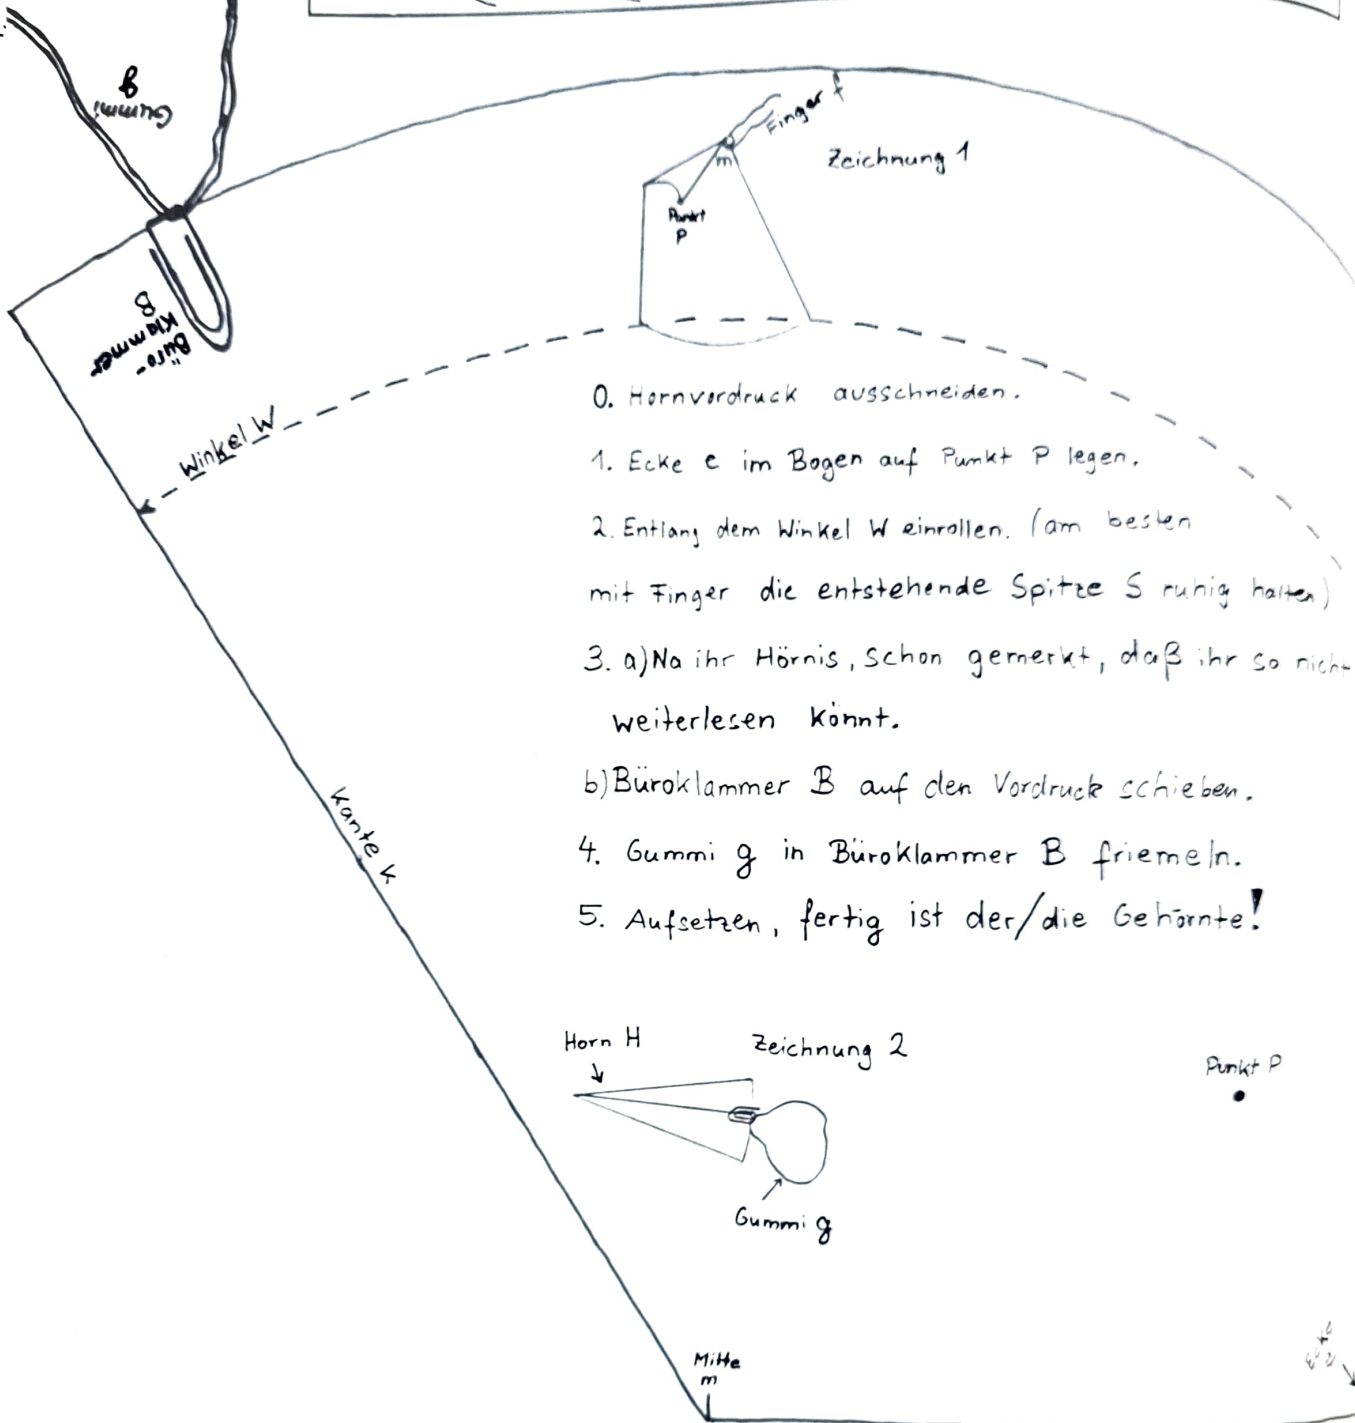 Gummi
g
Finger f
Zeichnung 1
m
Punkt
P
Büro-
Klammer
B
Winkel W
0. Hornvordruck ausschneiden.
1. Ecke e im Bogen auf Punkt P legen.
2. Entlang dem Winkel W einrollen. (am besten
mit Finger die entstehende Spitze S ruhig halten)
3. a) Na ihr Hörnis, schon gemerkt, daß ihr so nicht
weiterlesen könnt.
b) Büroklammer B auf den Vordruck schieben.
4. Gummi g in Büroklammer B friemeln.
5. Aufsetzen, fertig ist der/die Gehörnte!
Kante k
Horn H
Zeichnung 2
Punkt P
Gummi g
Mitte
m
Ecke
e